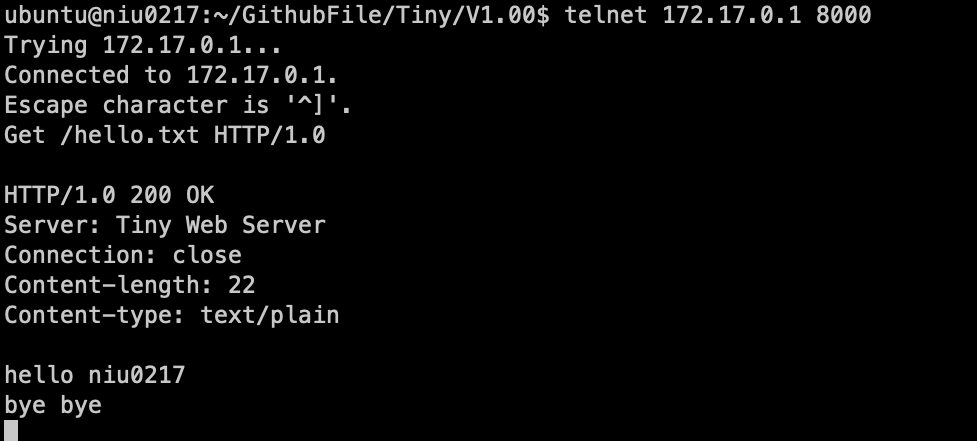 ubuntu@niu0217:~/GithubFile/Tiny/V1.00$ telnet 172.17.0.1 8000
Trying 172.17.0.1...
Connected to 172.17.0.1.
Escape character is '^]'.
Get /hello.txt HTTP/1.0
HTTP/1.0 200 OK
Server: Tiny Web Server
Connection: close
Content-length: 22
Content-type: text/plain
hello niu0217
bye bye